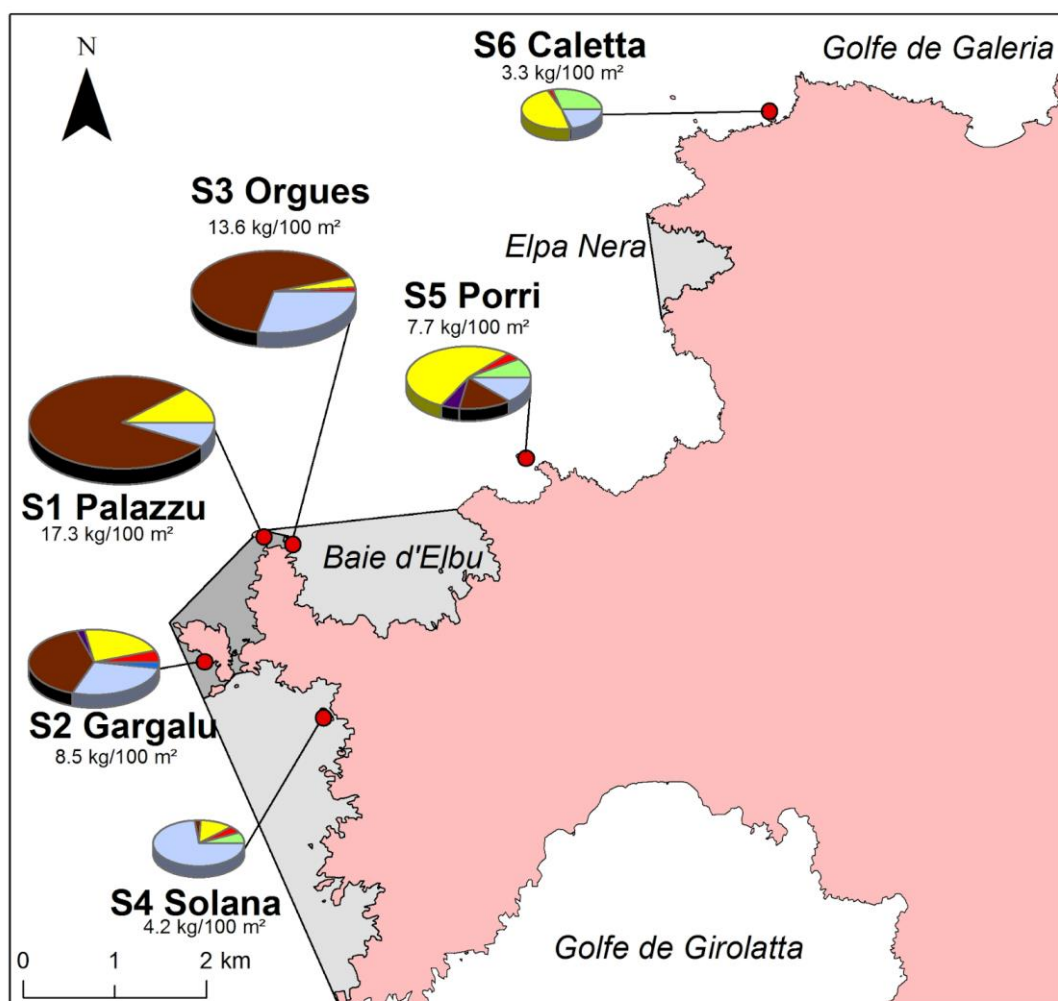 N
S6 Caletta
3.3 kg/100 m²
Golfe de Galeria
S3 Orgues
13.6 kg/100 m²
Elpa Nera
S5 Porri
7.7 kg/100 m²
S1 Palazzu
17.3 kg/100 m²
Baie d'Elbu
S2 Gargalu
8.5 kg/100 m²
S4 Solana
4.2 kg/100 m²
Golfe de Girolatta
0 1 2 km